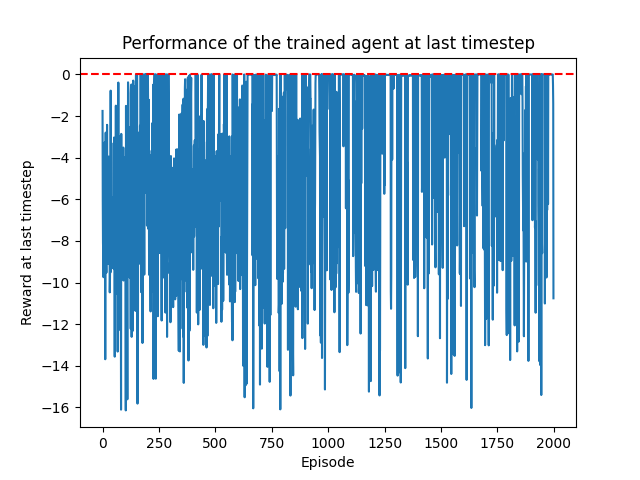 Performance of the trained agent at last timestep
0
−2
−4
−6
−8
−10
−12
−14
−16
Reward at last timestep
0 250 500 750 1000 1250 1500 1750 2000
Episode